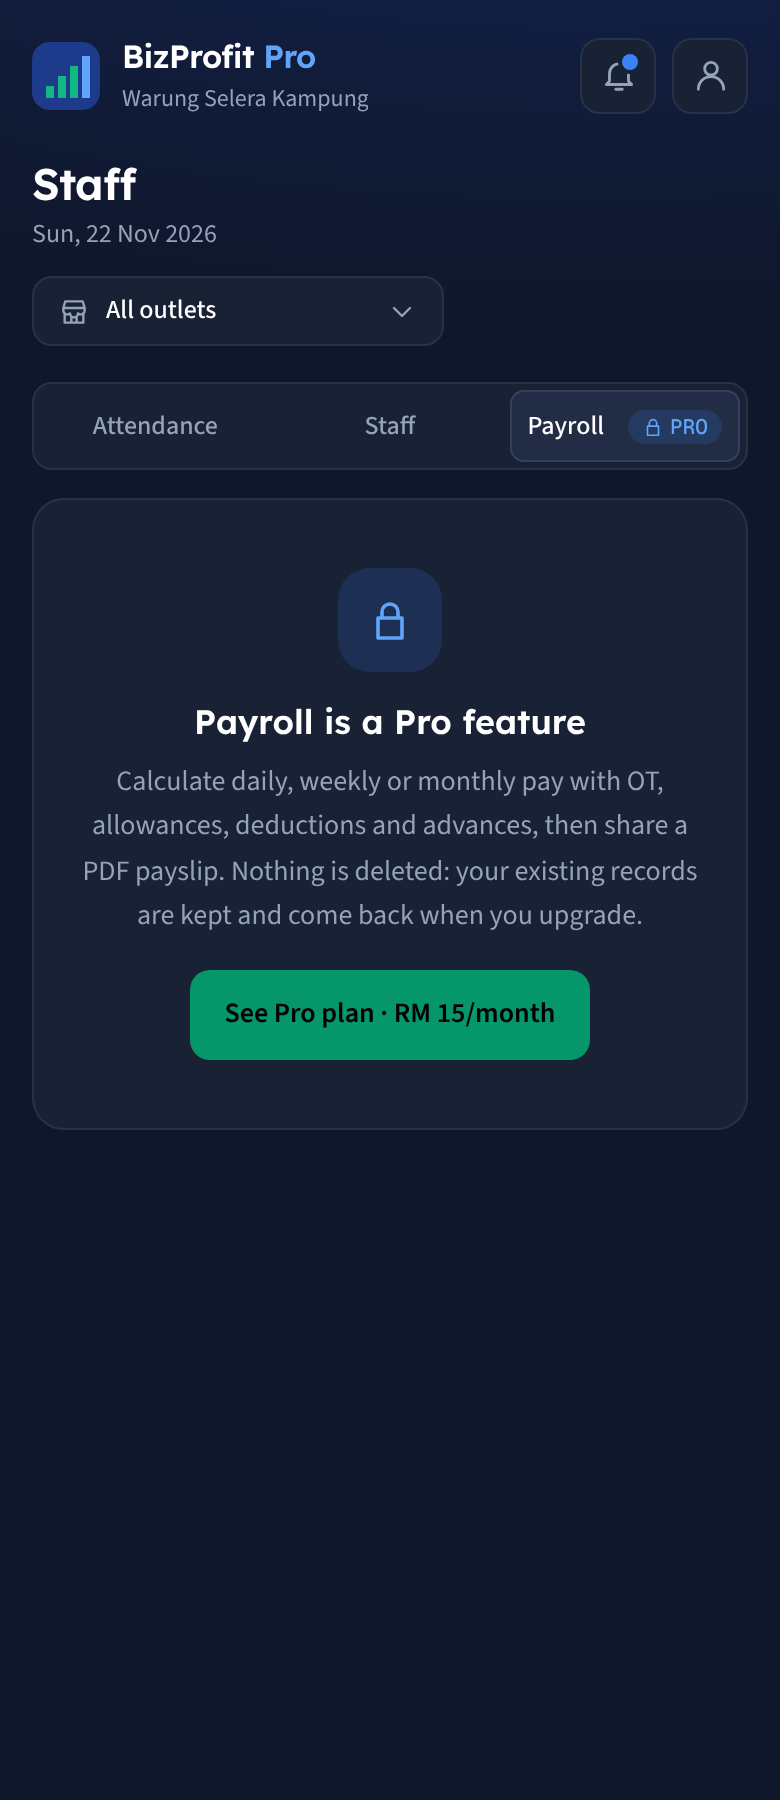 BizProfit Pro
Warung Selera Kampung
Staff
Sun, 22 Nov 2026
All outlets
Attendance Staff Payroll PRO
Payroll is a Pro feature
Calculate daily, weekly or monthly pay with OT,
allowances, deductions and advances, then share a
PDF payslip. Nothing is deleted: your existing records
are kept and come back when you upgrade.
See Pro plan · RM 15/month